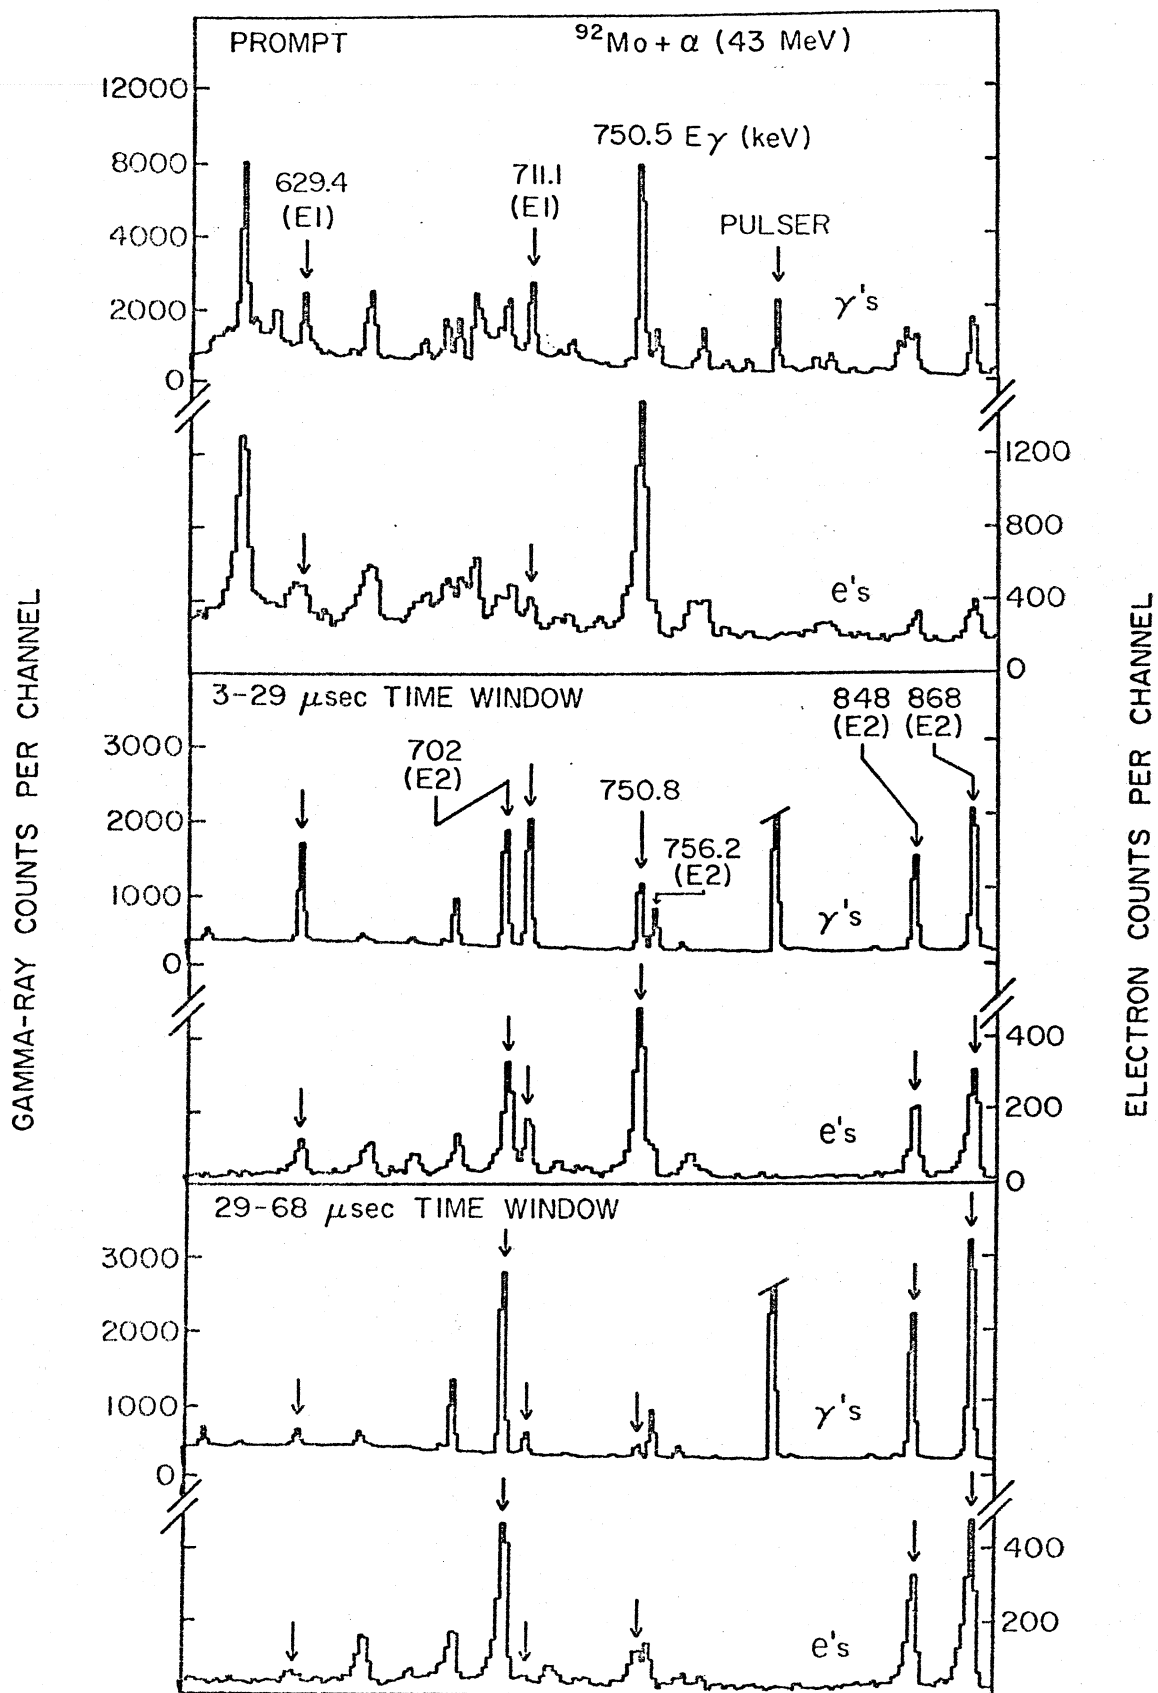 PROMPT
⁹²Mo + α (43 MeV)
12000
8000
4000
2000
0
750.5 Eγ (keV)
629.4
(E1)
711.1
(E1)
PULSER
γ's
1200
800
400
0
e's
3-29 μsec TIME WINDOW
3000
2000
1000
0
702
(E2)
750.8
756.2
(E2)
848
(E2)
868
(E2)
γ's
400
200
0
e's
29-68 μsec TIME WINDOW
3000
2000
1000
0
γ's
400
200
e's
GAMMA-RAY COUNTS PER CHANNEL
ELECTRON COUNTS PER CHANNEL